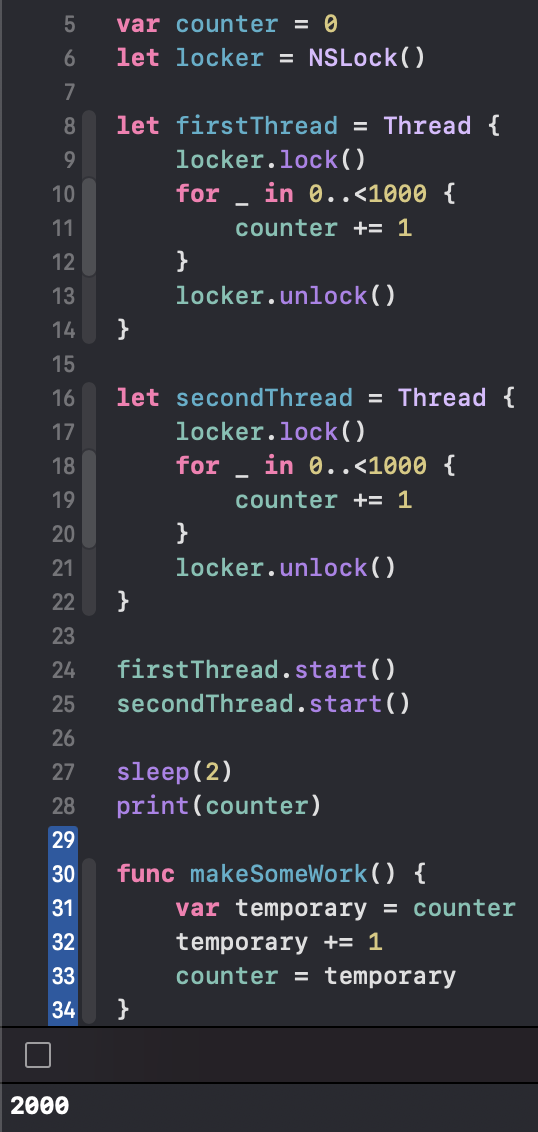 5 var counter = 0
6 let locker = NSLock()
7
8 let firstThread = Thread {
9 locker.lock()
10 for _ in 0..<1000 {
11 counter += 1
12 }
13 locker.unlock()
14 }
15
16 let secondThread = Thread {
17 locker.lock()
18 for _ in 0..<1000 {
19 counter += 1
20 }
21 locker.unlock()
22 }
23
24 firstThread.start()
25 secondThread.start()
26
27 sleep(2)
28 print(counter)
29
30 func makeSomeWork() {
31 var temporary = counter
32 temporary += 1
33 counter = temporary
34 }
2000